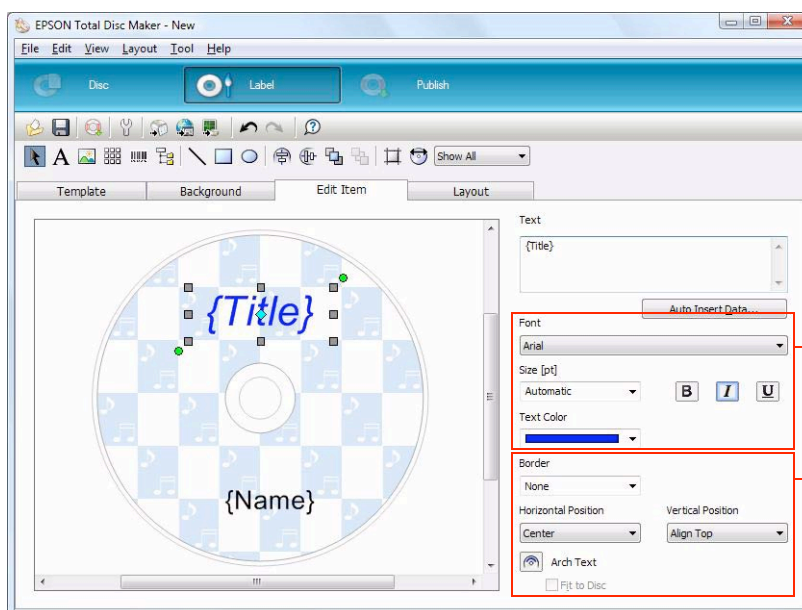 EPSON Total Disc Maker - New
File Edit View Layout Tool Help
Disc Label Publish
A Show All
Template Background Edit Item Layout
Text
{Title}
Auto Insert Data...
Font
Arial
Size [pt]
Automatic B I U
Text Color
Border
None
Horizontal Position Vertical Position
Center Align Top
Arch Text
Fit to Disc
{Title}
{Name}